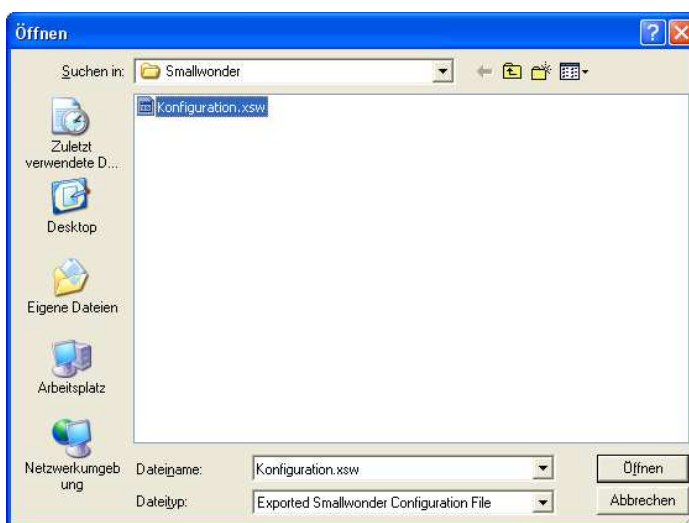 Öffnen
Suchen in:
Smallwonder
Konfiguration.xsw
Zuletzt
verwendete D...
Desktop
Eigene Dateien
Arbeitsplatz
Netzwerkumgeb
ung
Dateiname:
Konfiguration.xsw
Öffnen
Dateityp:
Exported Smallwonder Configuration File
Abbrechen